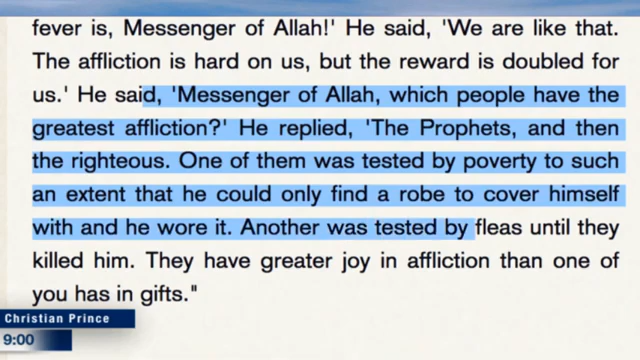 fever is, Messenger of Allah!' He said, 'We are like that.
The affliction is hard on us, but the reward is doubled for
us.' He said, 'Messenger of Allah, which people have the
greatest affliction?' He replied, 'The Prophets, and then
the righteous. One of them was tested by poverty to such
an extent that he could only find a robe to cover himself
with and he wore it. Another was tested by fleas until they
killed him. They have greater joy in affliction than one of
you has in gifts."
Christian Prince
9:00